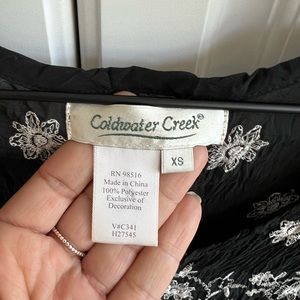 Coldwater Creek®
XS
RN 98516
Made in China
100% Polyester
Exclusive of
Decoration
V#C341
H27545